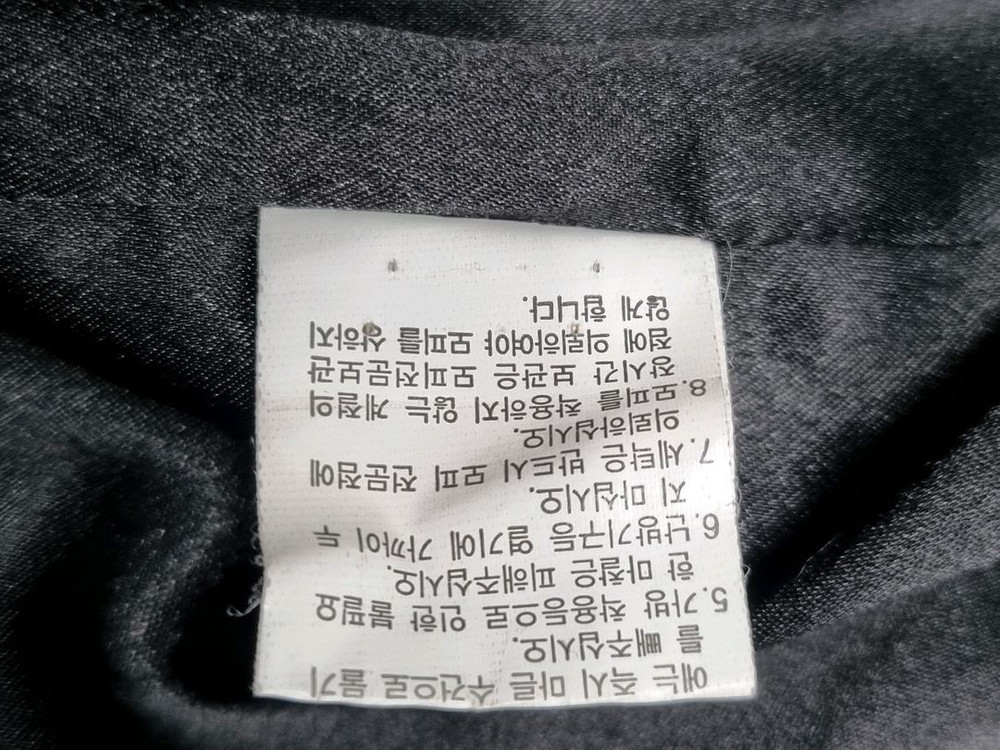 에는 즉시 마른 수건으로 물기
를 빼주십시오.
5. 가방 착용등으로 인한 불필요
한 마찰은 피해주십시오.
6. 난방기구등 열기에 가까이 두
지 마십시오.
7. 세탁은 반드시 모피 전문점에
의뢰하십시오.
8. 모피를 착용하지 않는 계절의
장시간 보관은 모피전문보관
점에 의뢰하여야 모피를 상하지
않게 합니다.